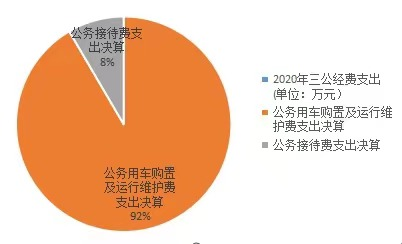 公务接待费支
出决算
8%
公务用车购置
及运行维护费
支出决算
92%
2020年三公经费支出
(单位：万元）
公务用车购置及运行维
护费支出决算
公务接待费支出决算